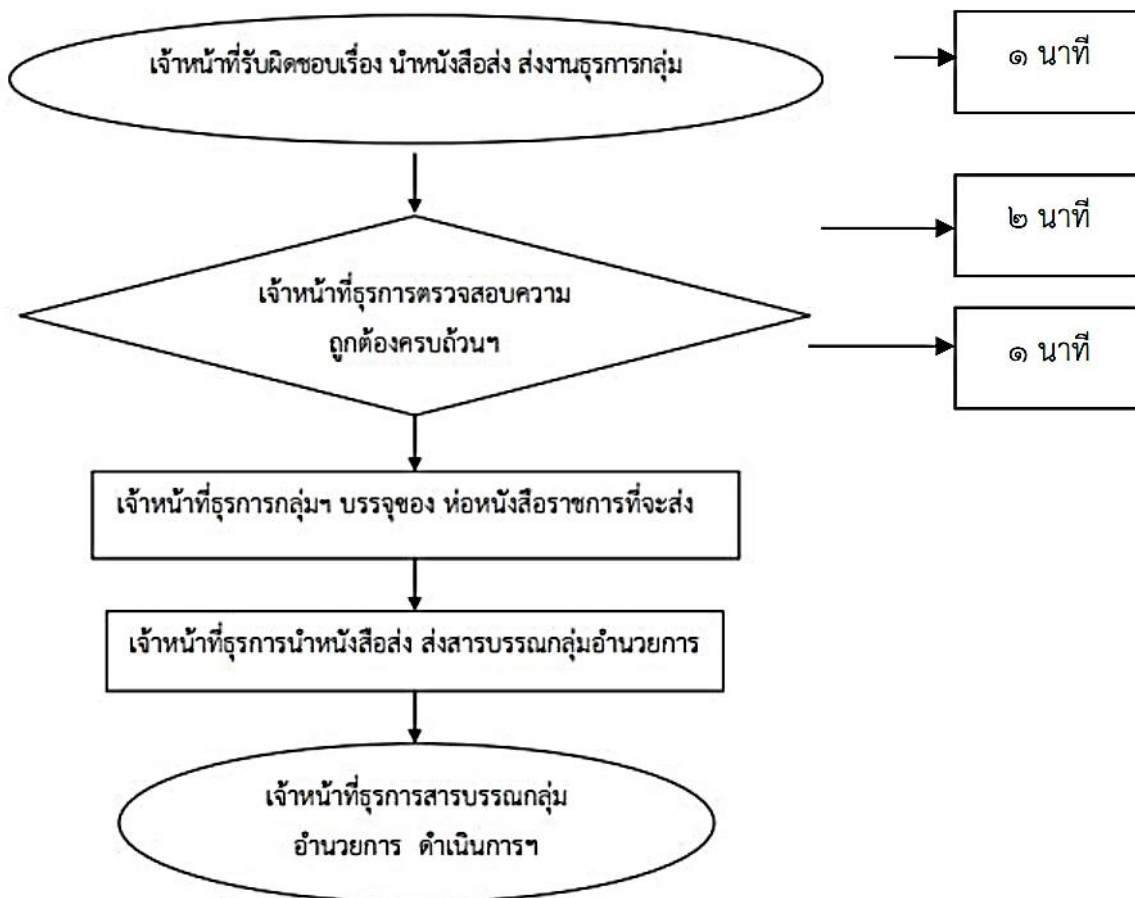 เจ้าหน้าที่รับผิดชอบเรื่อง นำหนังสือส่ง ส่งงานธุรการกลุ่ม
๑ นาที
๒ นาที
เจ้าหน้าที่ธุรการตรวจสอบความ
ถูกต้องครบถ้วนฯ
๑ นาที
เจ้าหน้าที่ธุรการกลุ่มฯ บรรจุซอง ห่อหนังสือราชการที่จะส่ง
เจ้าหน้าที่ธุรการนำหนังสือส่ง ส่งสารบรรณกลุ่มอำนวยการ
เจ้าหน้าที่ธุรการสารบรรณกลุ่ม
อำนวยการ ดำเนินการฯ